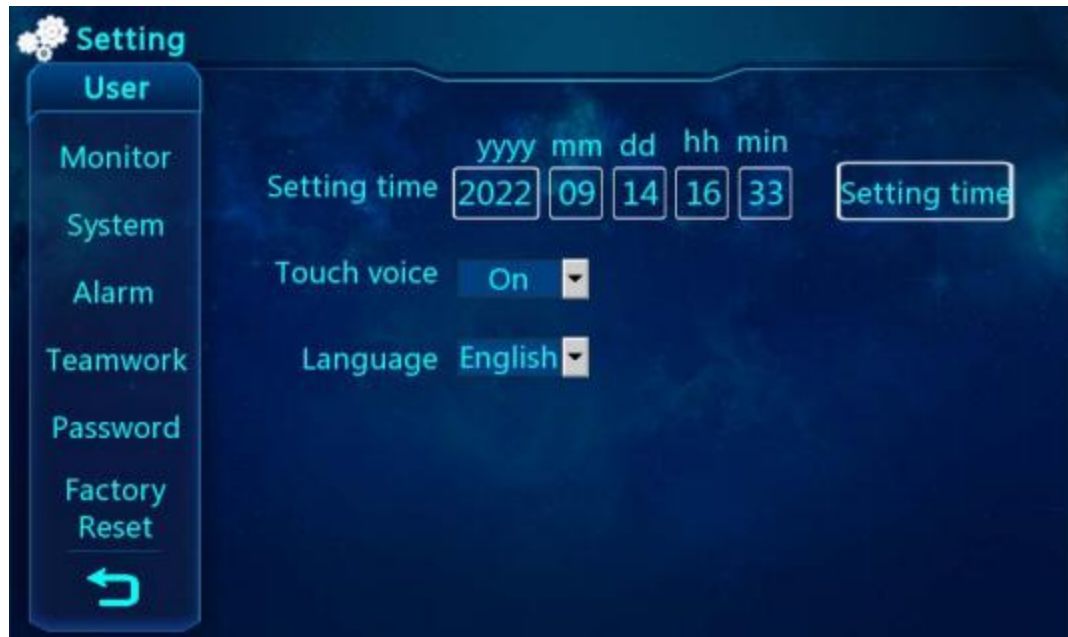 Setting
User
Monitor
System
Alarm
Teamwork
Password
Factory
Reset
yyyy mm dd hh min
Setting time 2022 09 14 16 33 Setting time
Touch voice On
Language English